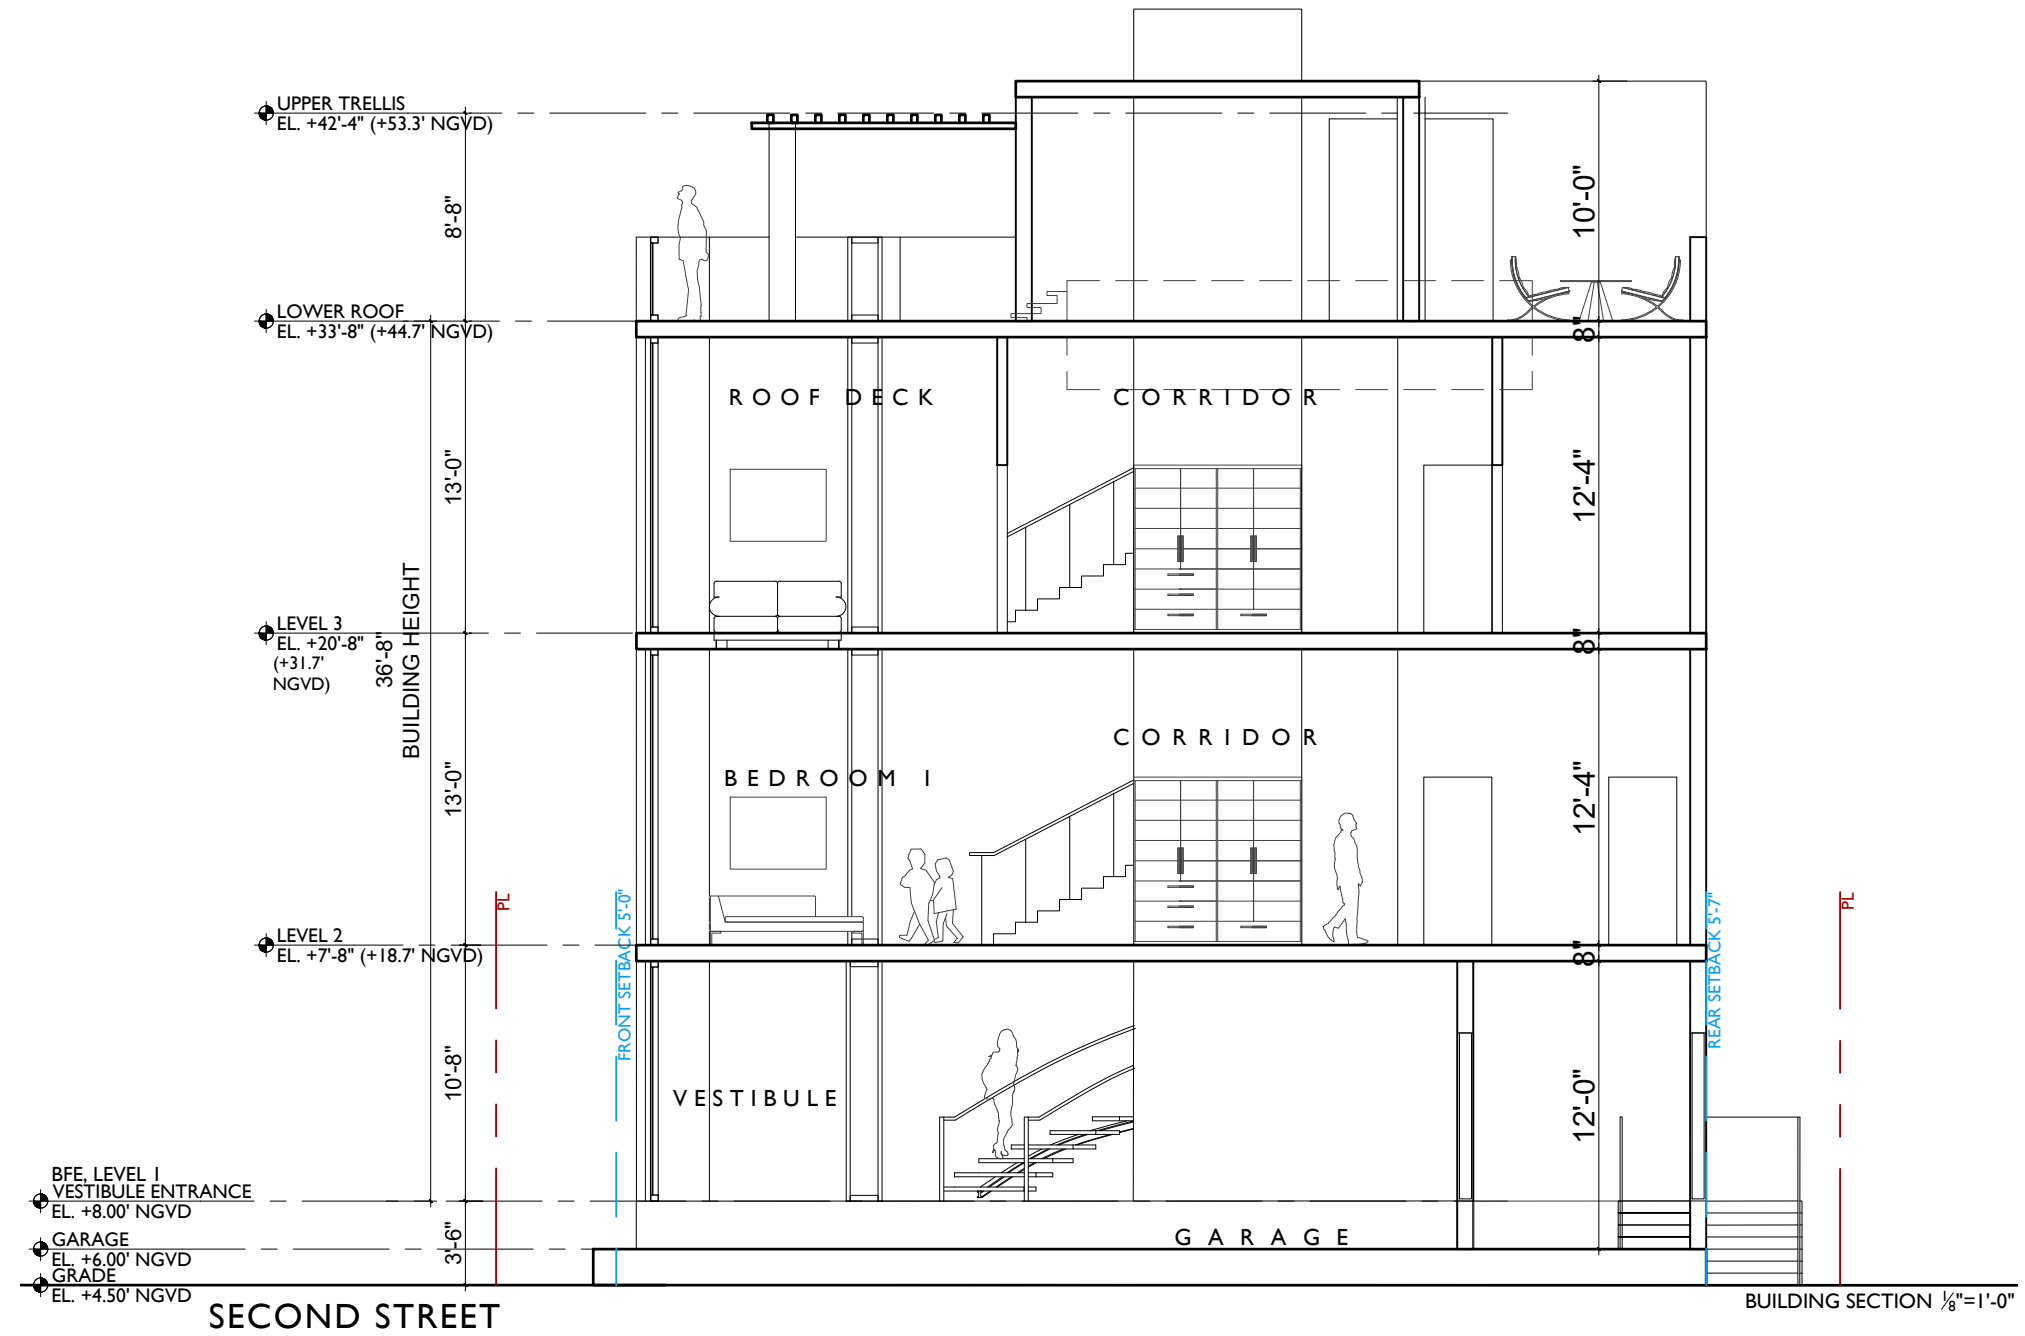 UPPER TRELLIS
EL. +42'-4" (+53.3' NGVD)
8'-8"
10'-0"
LOWER ROOF
EL. +33'-8" (+44.7' NGVD)
8"
ROOF DECK
CORRIDOR
13'-0"
12'-4"
LEVEL 3
EL. +20'-8"
(+31.7'
NGVD)
8"
36'-8"
BUILDING HEIGHT
CORRIDOR
BEDROOM 1
13'-0"
12'-4"
PL
FRONT SETBACK 5'-0"
REAR SETBACK 5'-7"
PL
LEVEL 2
EL. +7'-8" (+18.7' NGVD)
8"
10'-8"
VESTIBULE
12'-0"
BFE, LEVEL 1
VESTIBULE ENTRANCE
EL. +8.00' NGVD
3'-6"
GARAGE
GARAGE
EL. +6.00' NGVD
GRADE
EL. +4.50' NGVD
SECOND STREET
BUILDING SECTION ⅛"=1'-0"